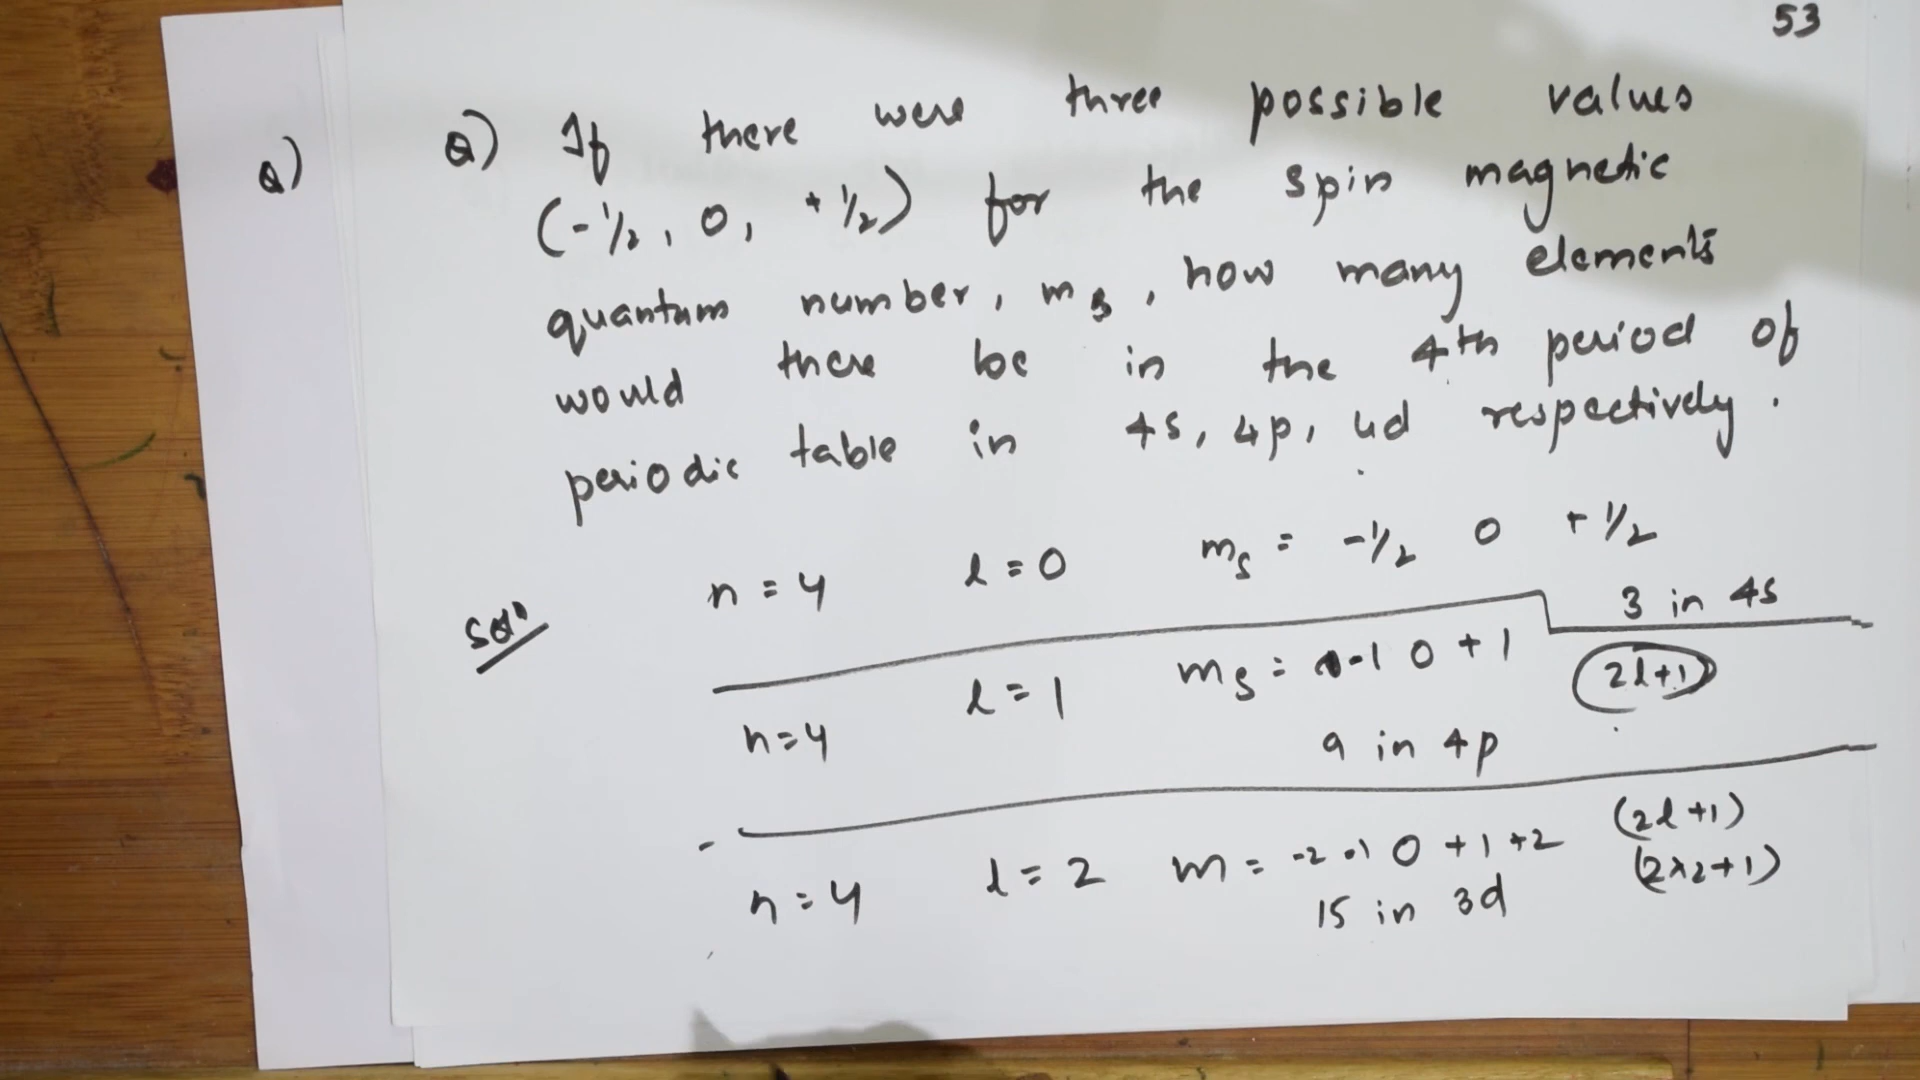 53
Q)
Q) If there were three possible values
(-1/2, 0, +1/2) for the spin magnetic
quantum number, ms, how many elements
would there be in the 4th period of
periodic table in 4s, 4p, 4d respectively.
Soln
n = 4 l = 0 ms = -1/2 0 +1/2
3 in 4s
n = 4 l = 1 ms = -1 0 +1 (2l+1)
9 in 4p
n = 4 l = 2 m = -2 -1 0 +1 +2 (2l+1)
(2x2+1)
15 in 3d